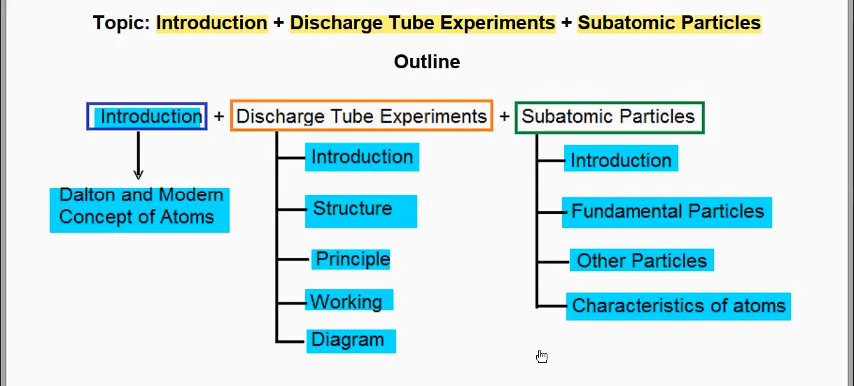 Topic: Introduction + Discharge Tube Experiments + Subatomic Particles
Outline
Introduction + Discharge Tube Experiments + Subatomic Particles
Dalton and Modern
Concept of Atoms
Introduction
Structure
Principle
Working
Diagram
Introduction
Fundamental Particles
Other Particles
Characteristics of atoms